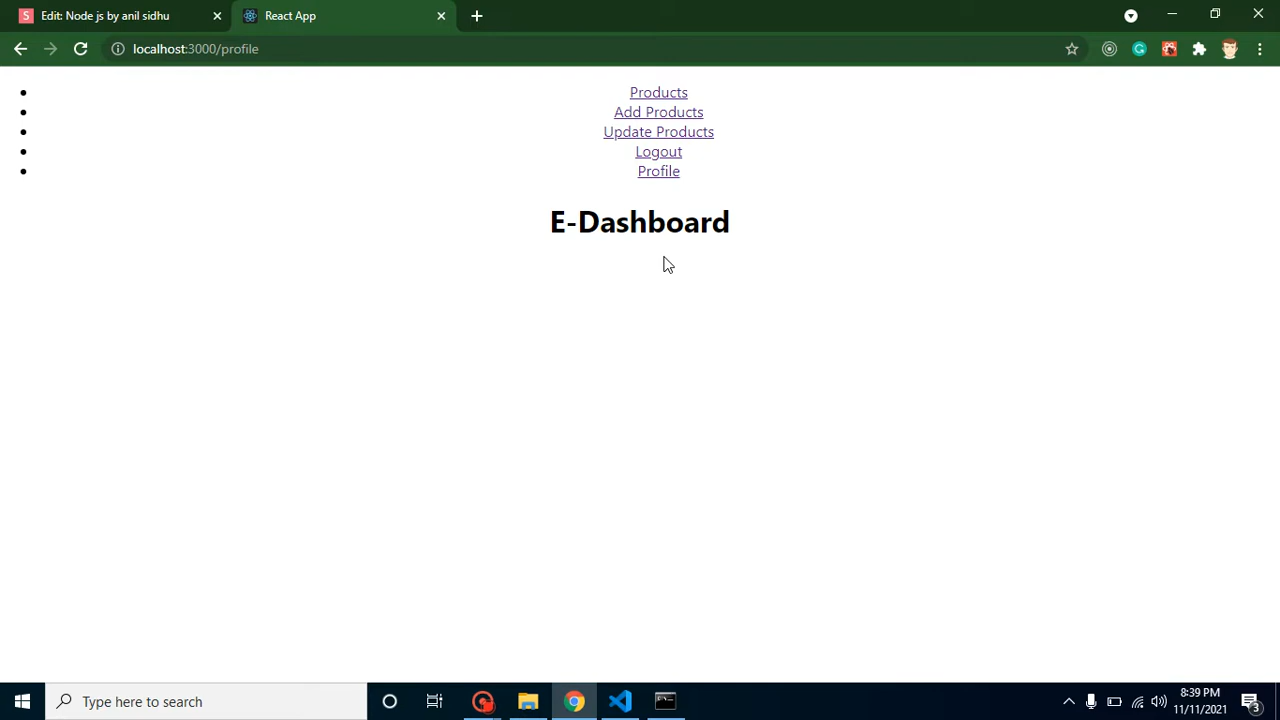 Edit: Node js by anil sidhu
React App
localhost:3000/profile
Products
Add Products
Update Products
Logout
Profile
E-Dashboard
Type here to search
8:39 PM
11/11/2021
3